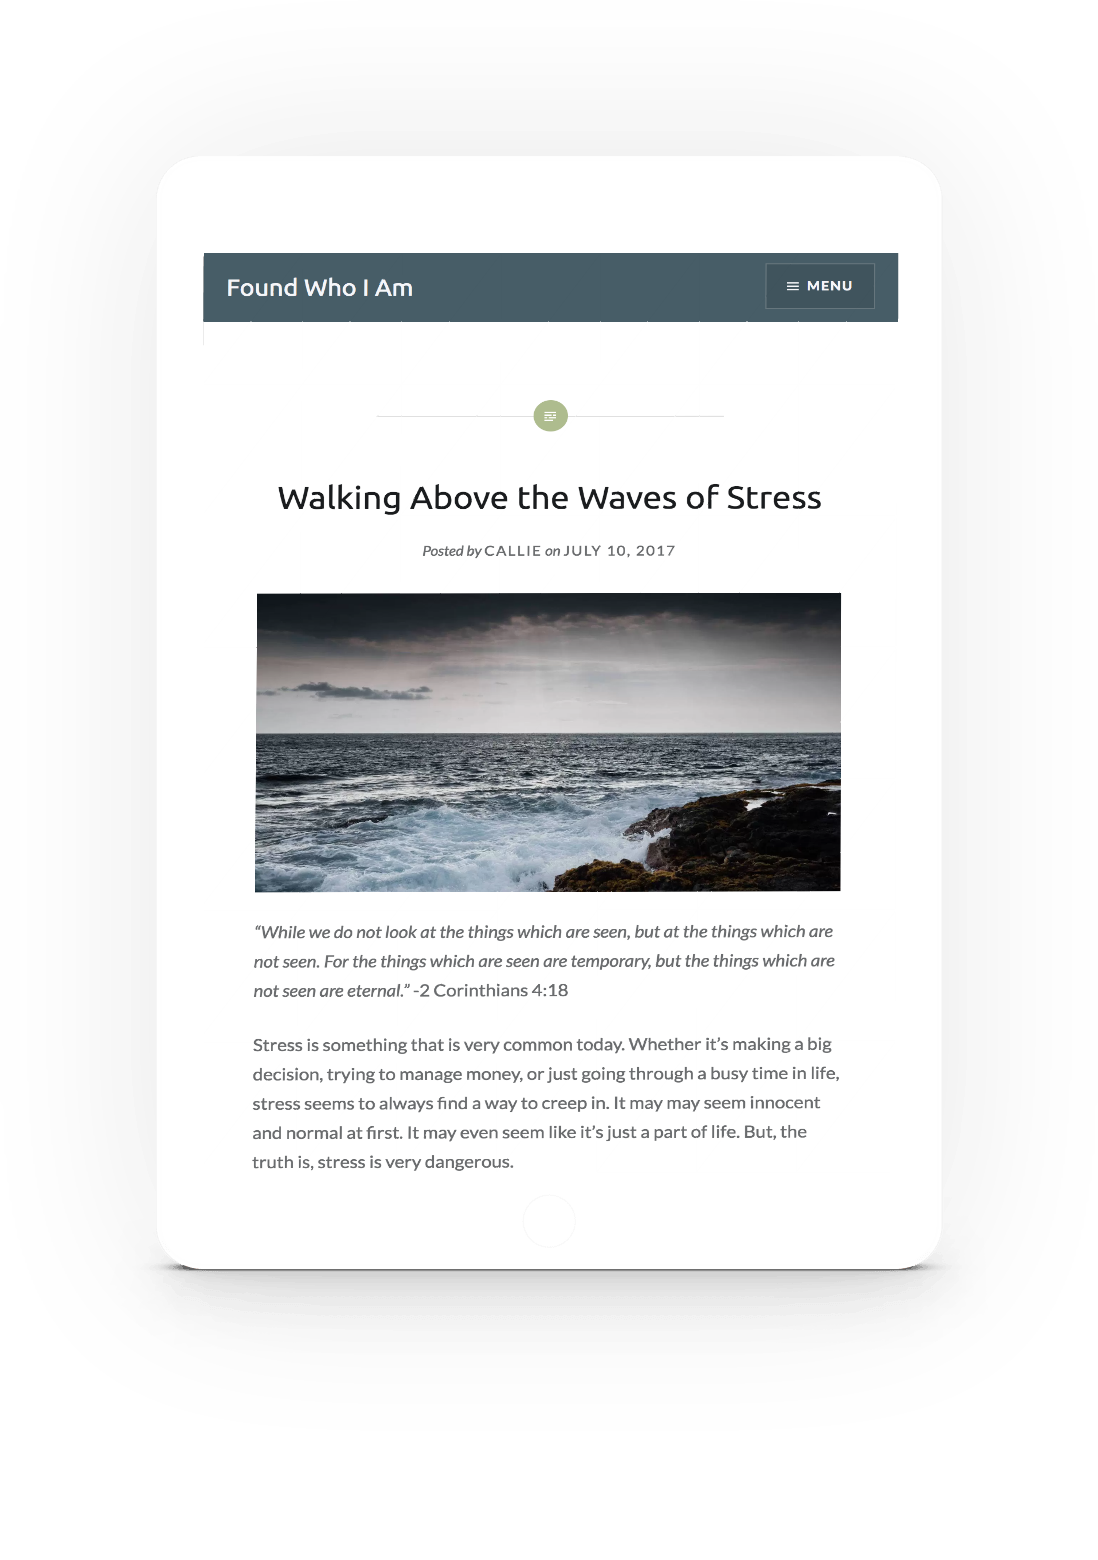 Found Who I Am
MENU
Walking Above the Waves of Stress
Posted by CALLIE on JULY 10, 2017
“While we do not look at the things which are seen, but at the things which are
not seen. For the things which are seen are temporary, but the things which are
not seen are eternal.” -2 Corinthians 4:18
Stress is something that is very common today. Whether it’s making a big
decision, trying to manage money, or just going through a busy time in life,
stress seems to always find a way to creep in. It may may seem innocent
and normal at first. It may even seem like it’s just a part of life. But, the
truth is, stress is very dangerous.